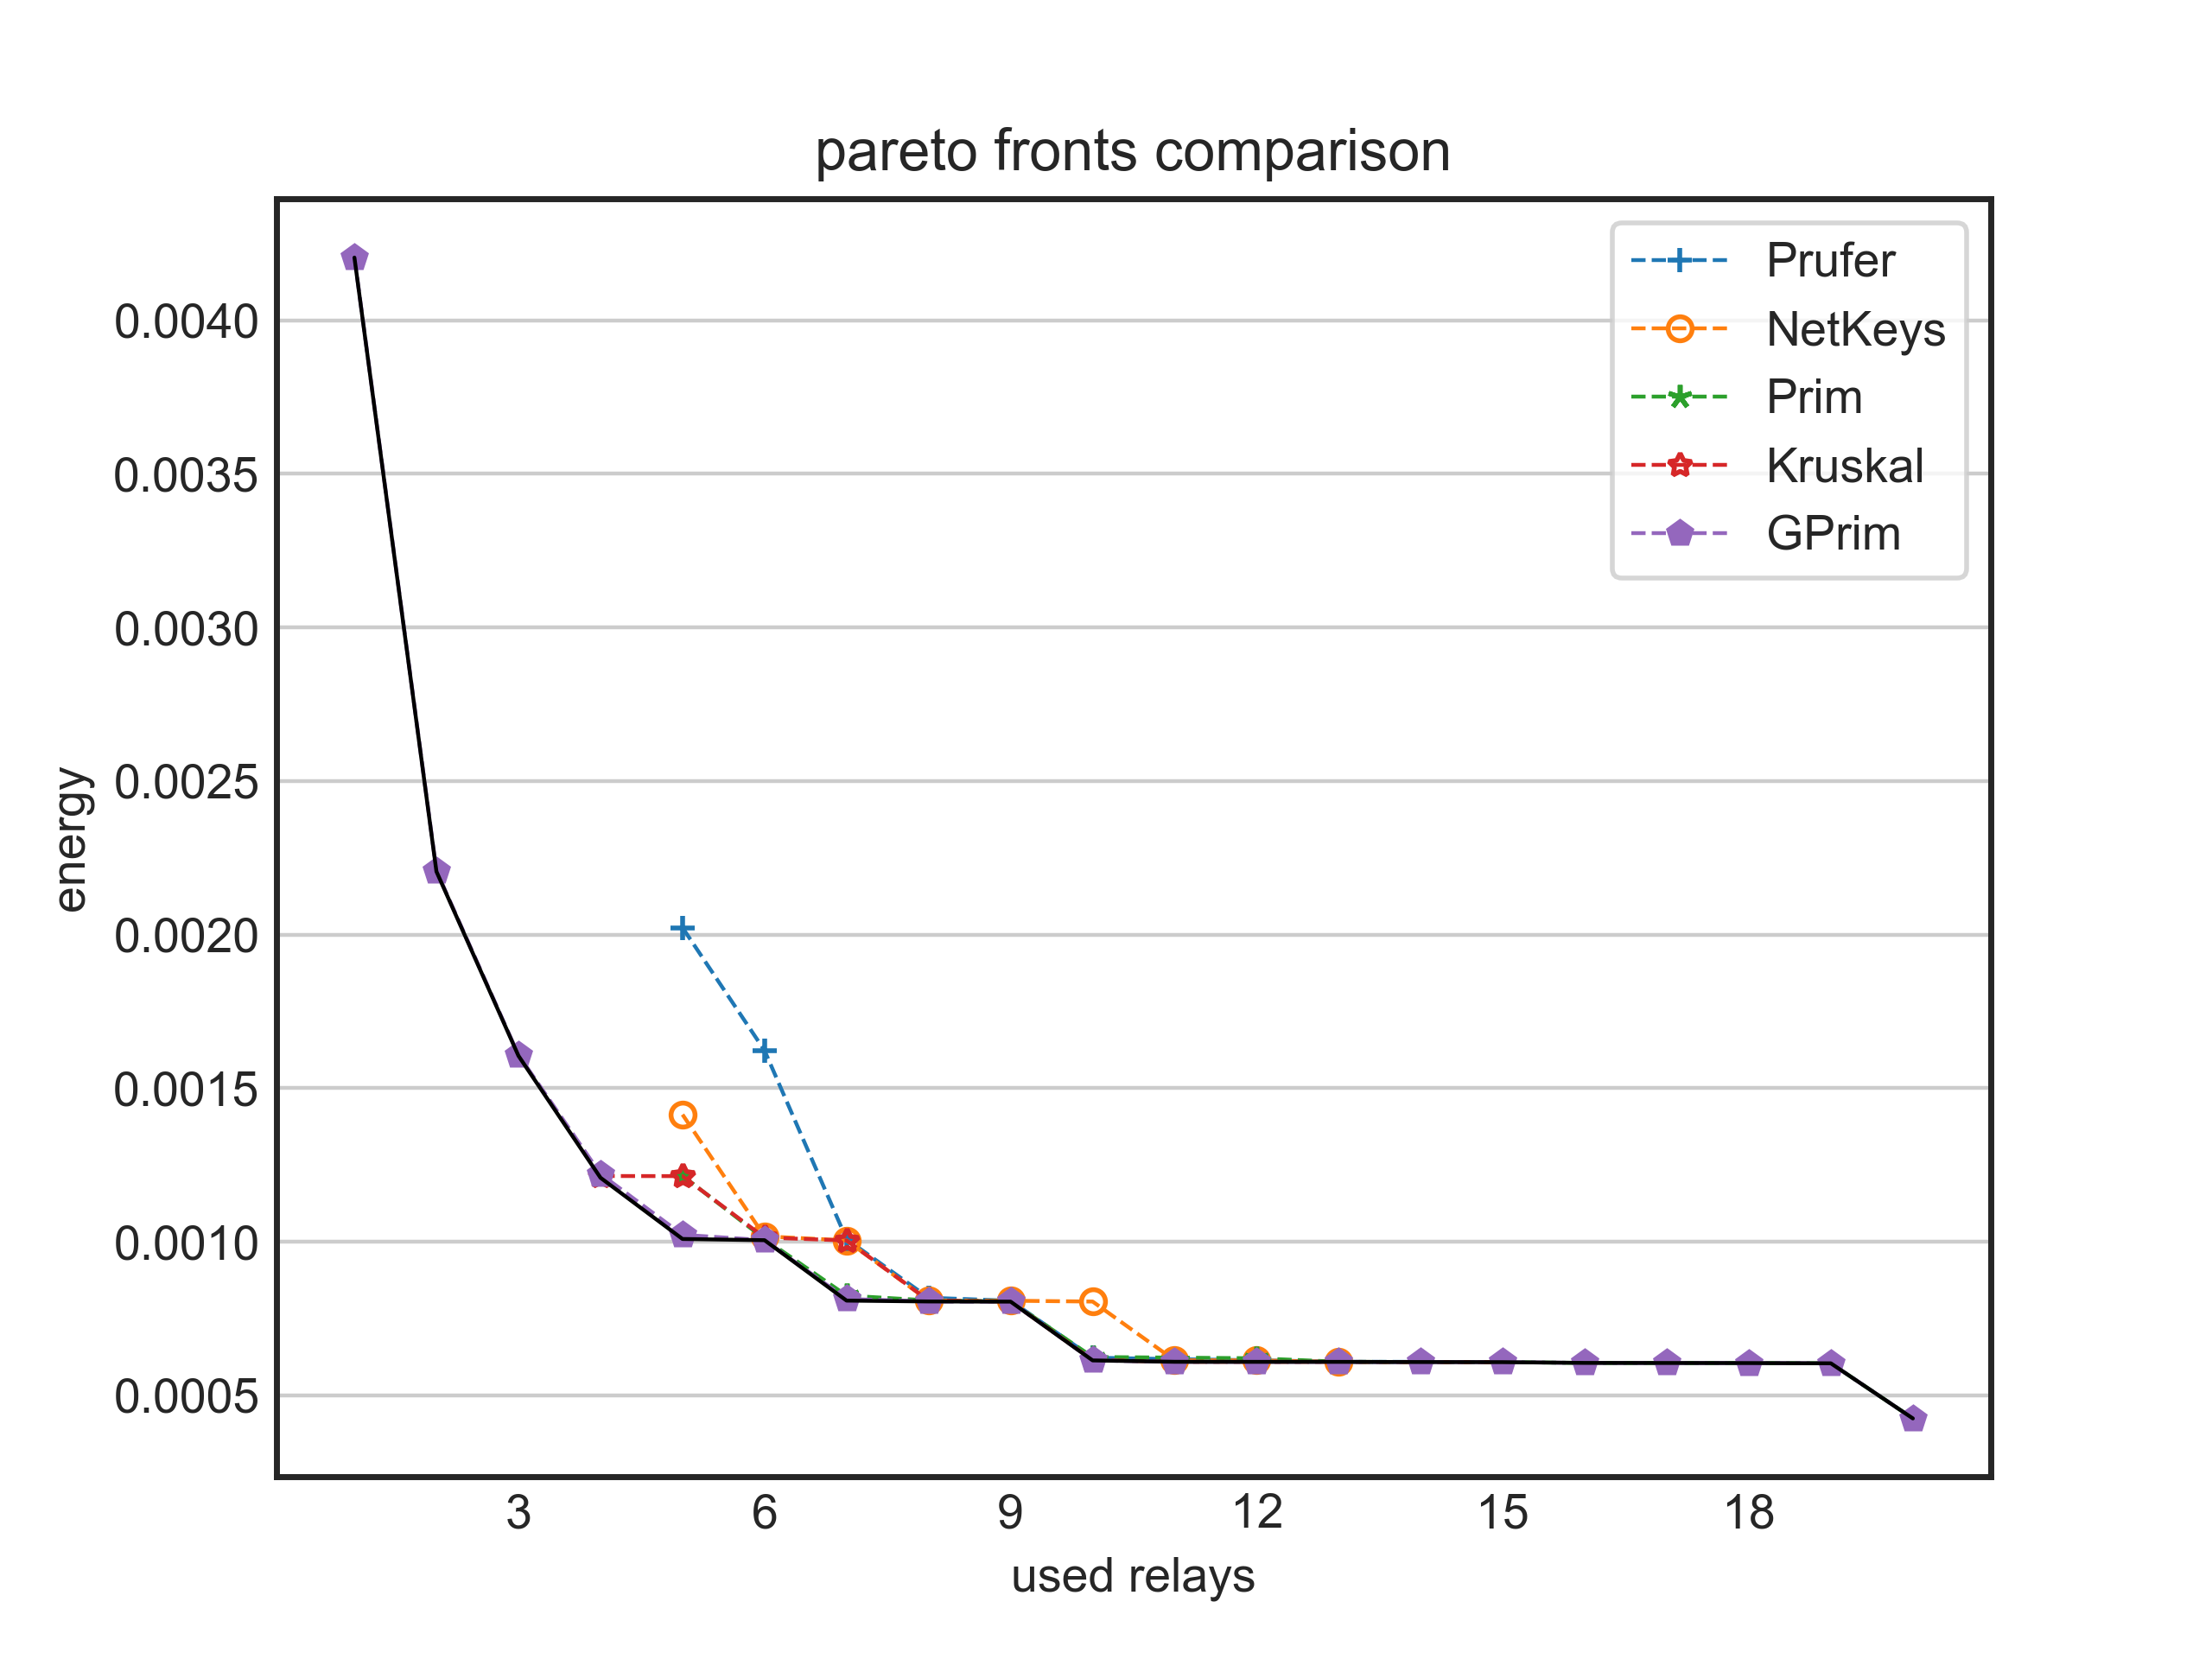 pareto fronts comparison
Prufer
NetKeys
Prim
Kruskal
GPrim
0.0040
0.0035
0.0030
0.0025
0.0020
0.0015
0.0010
0.0005
energy
3 6 9 12 15 18
used relays